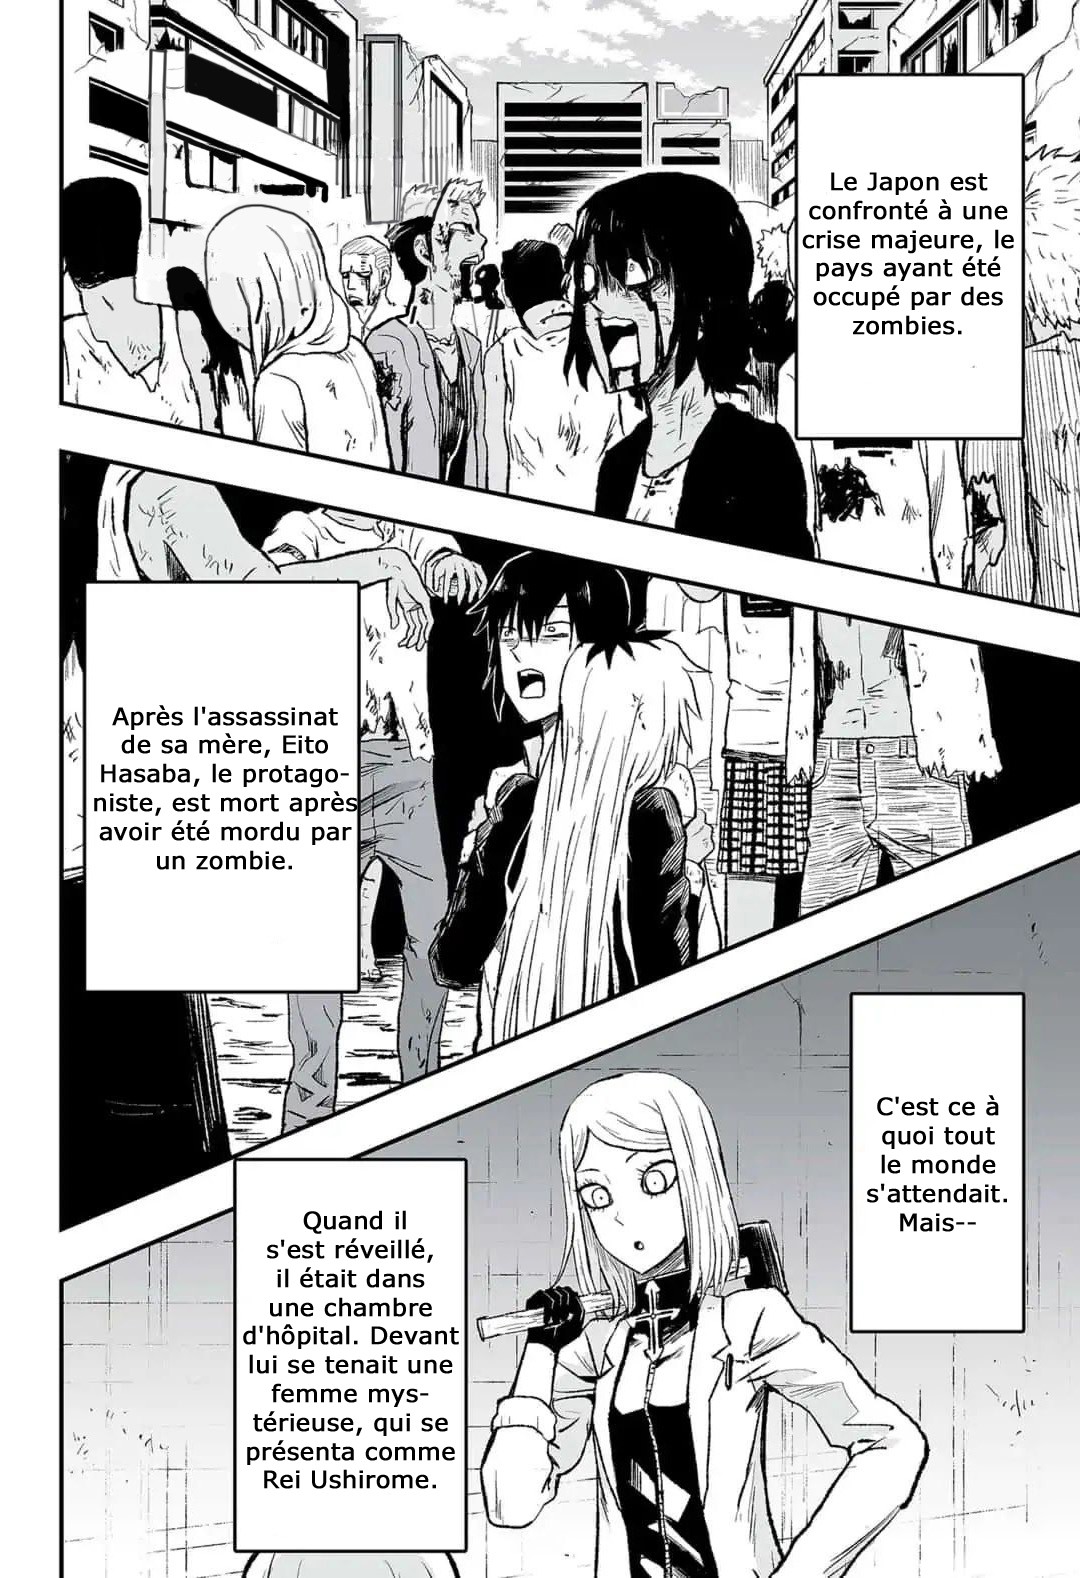 Le Japon est
confronté à une
crise majeure, le
pays ayant été
occupé par des
zombies.
Après l'assassinat
de sa mère, Eito
Hasaba, le protago-
niste, est mort après
avoir été mordu par
un zombie.
C'est ce à
quoi tout
le monde
s'attendait.
Mais--
Quand il
s'est réveillé,
il était dans
une chambre
d'hôpital. Devant
lui se tenait une
femme mys-
térieuse, qui se
présenta comme
Rei Ushirome.